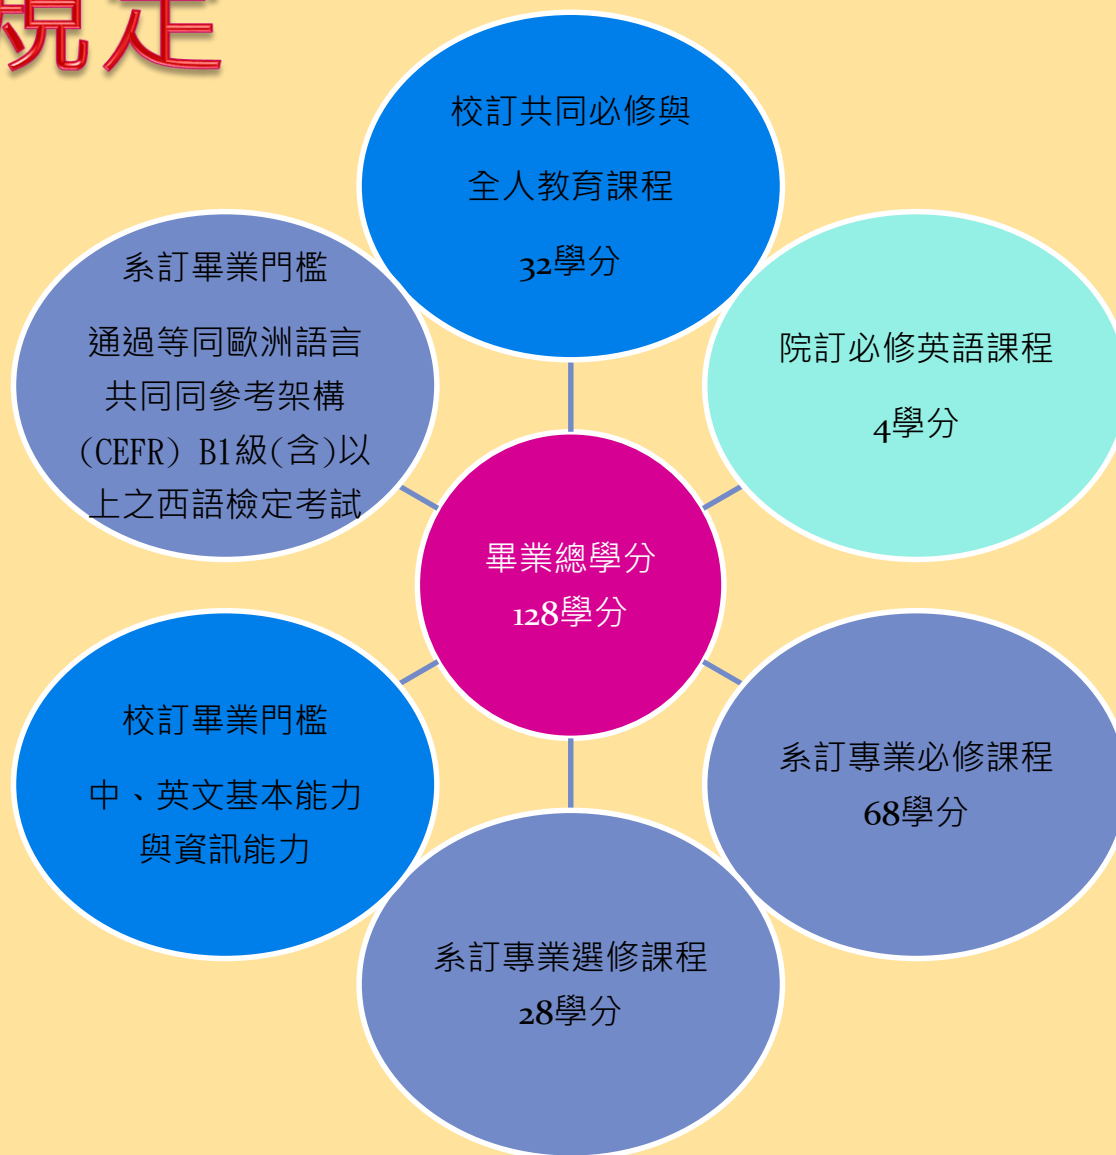 規定
校訂共同必修與
全人教育課程
32學分
院訂必修英語課程
4學分
系訂專業必修課程
68學分
系訂專業選修課程
28學分
校訂畢業門檻
中、英文基本能力
與資訊能力
系訂畢業門檻
通過等同歐洲語言
共同同參考架構
(CEFR) B1級(含)以
上之西語檢定考試
畢業總學分
128學分